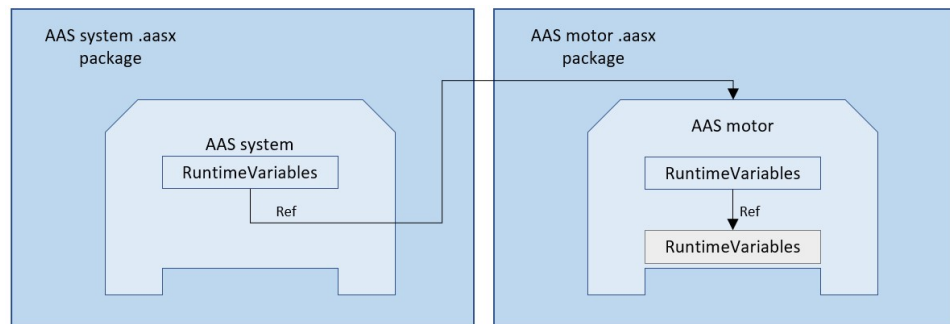 AAS system .aasx
package
AAS system
RuntimeVariables
Ref
AAS motor .aasx
package
AAS motor
RuntimeVariables
Ref
RuntimeVariables